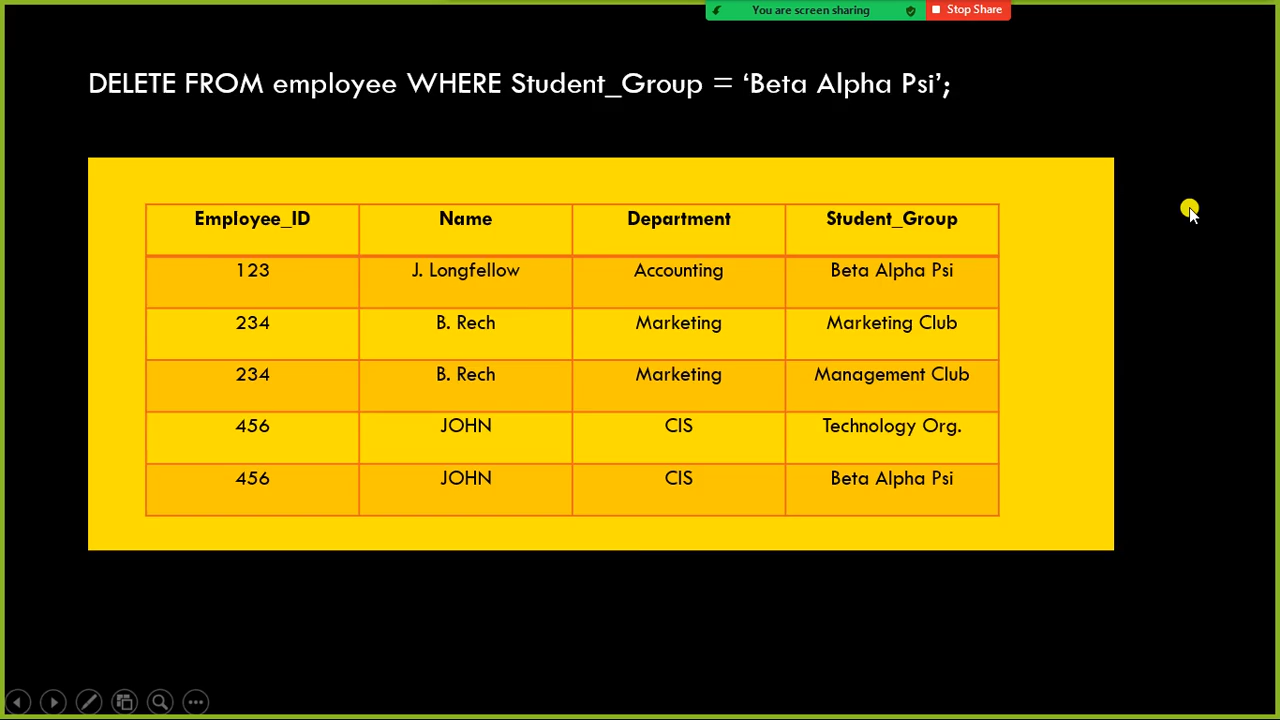 You are screen sharing
Stop Share
DELETE FROM employee WHERE Student_Group = ‘Beta Alpha Psi’;
Employee_ID Name Department Student_Group
123 J. Longfellow Accounting Beta Alpha Psi
234 B. Rech Marketing Marketing Club
234 B. Rech Marketing Management Club
456 JOHN CIS Technology Org.
456 JOHN CIS Beta Alpha Psi